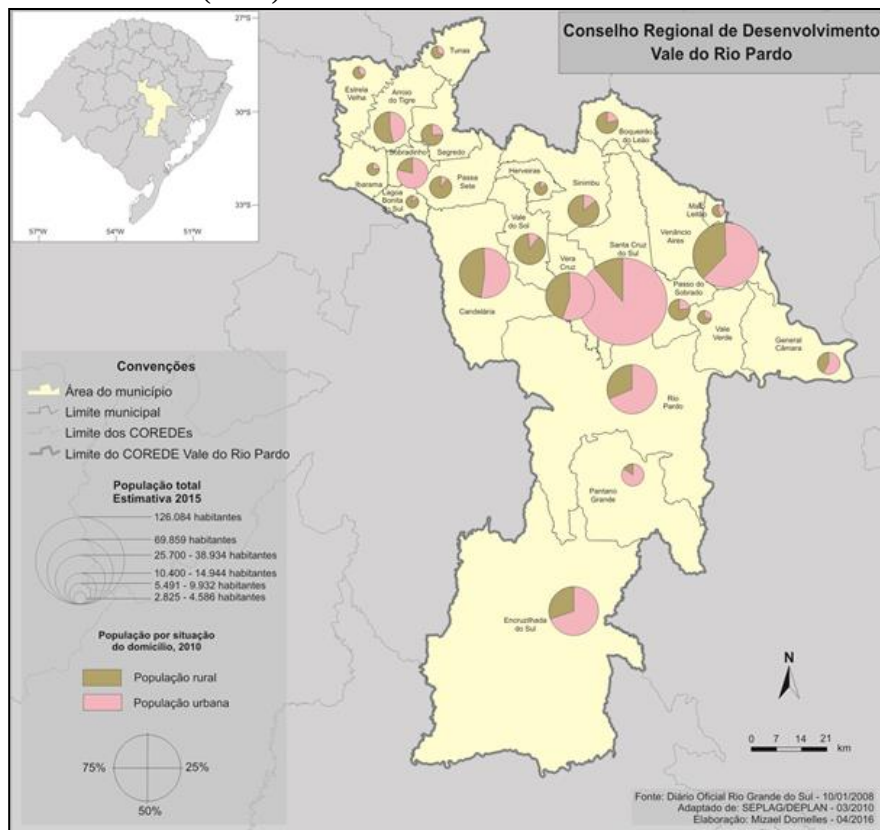 27°S
30°S
33°S
57°W
54°W
51°W
Conselho Regional de Desenvolvimento
Vale do Rio Pardo
Tunas
Estrela
Velha
Arroio
do Tigre
Segredo
Sobradinho
Ibarama
Lagoa
Bonita
do Sul
Passa
Sete
Boqueirão
do Leão
Herveiras
Sinimbu
Mato
Leitão
Venâncio
Aires
Vale
do Sol
Vera
Cruz
Santa Cruz
do Sul
Candelária
Passo do
Sobrado
Vale
Verde
General
Câmara
Rio
Pardo
Pantano
Grande
Encruzilhada
do Sul
Convenções
Área do município
Limite municipal
Limite dos COREDEs
Limite do COREDE Vale do Rio Pardo
População total
Estimativa 2015
126.084 habitantes
69.859 habitantes
25.700 - 38.934 habitantes
10.400 - 14.944 habitantes
5.491 - 9.932 habitantes
2.825 - 4.586 habitantes
População por situação
do domicílio, 2010
População rural
População urbana
75%
25%
50%
N
0 7 14 21
km
Fonte: Diário Oficial Rio Grande do Sul - 10/01/2008
Adaptado de: SEPLAG/DEPLAN - 03/2010
Elaboração: Mizael Dornelles - 04/2016